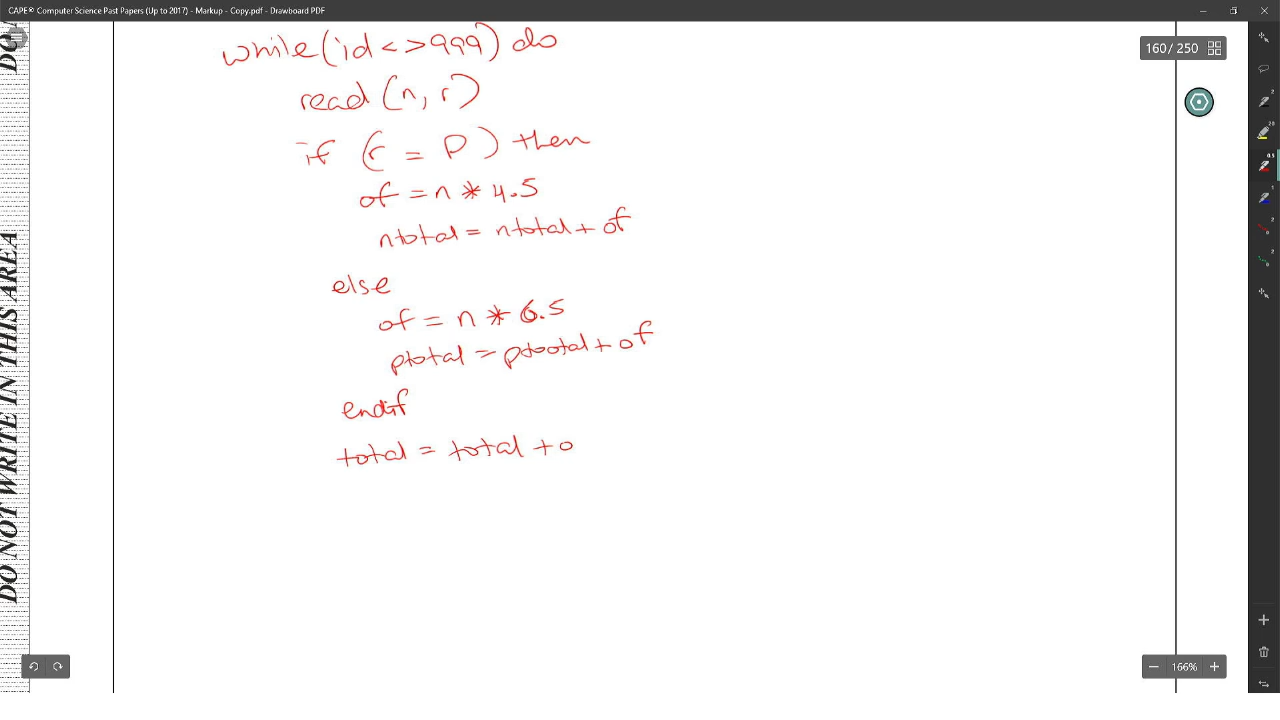 CAPE® Computer Science Past Papers (Up to 2017) - Markup - Copy.pdf - Drawboard PDF
160 / 250
while(id<>999) do
read (n, r)
if (r = P) then
of = n * 4.5
ntotal = ntotal + of
else
of = n * 6.5
ptotal = ptootal + of
endif
total = total + o
DO NOT WRITE IN THIS AREA
DO
166%